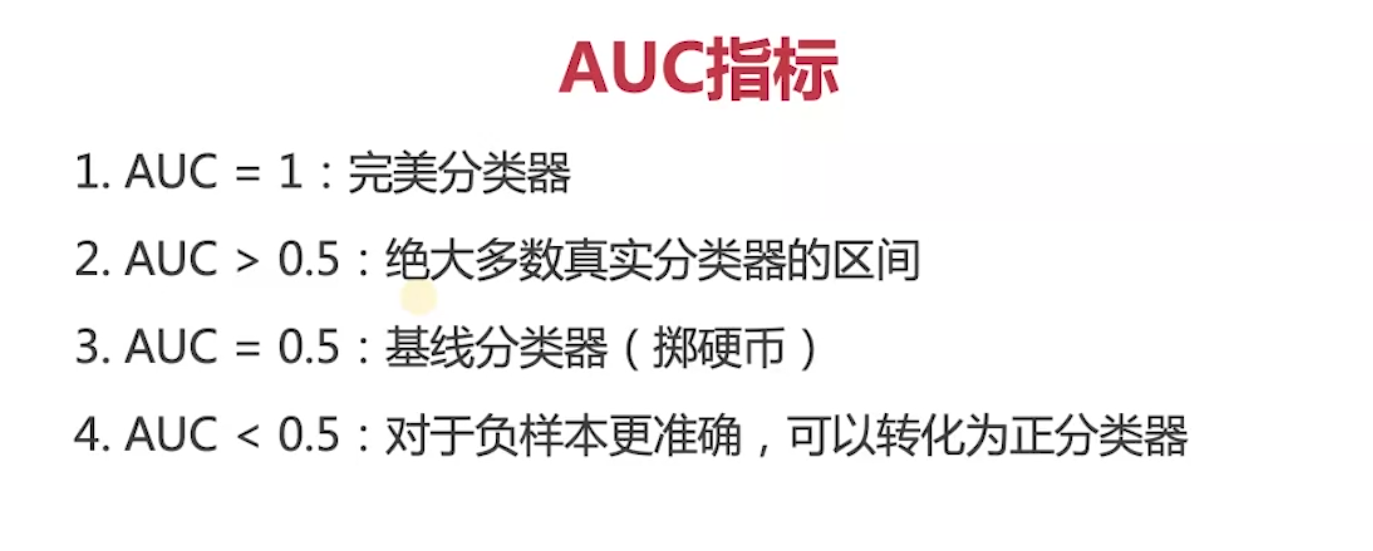 AUC指标
1. AUC = 1：完美分类器
2. AUC > 0.5：绝大多数真实分类器的区间
3. AUC = 0.5：基线分类器（掷硬币）
4. AUC < 0.5：对于负样本更准确，可以转化为正分类器